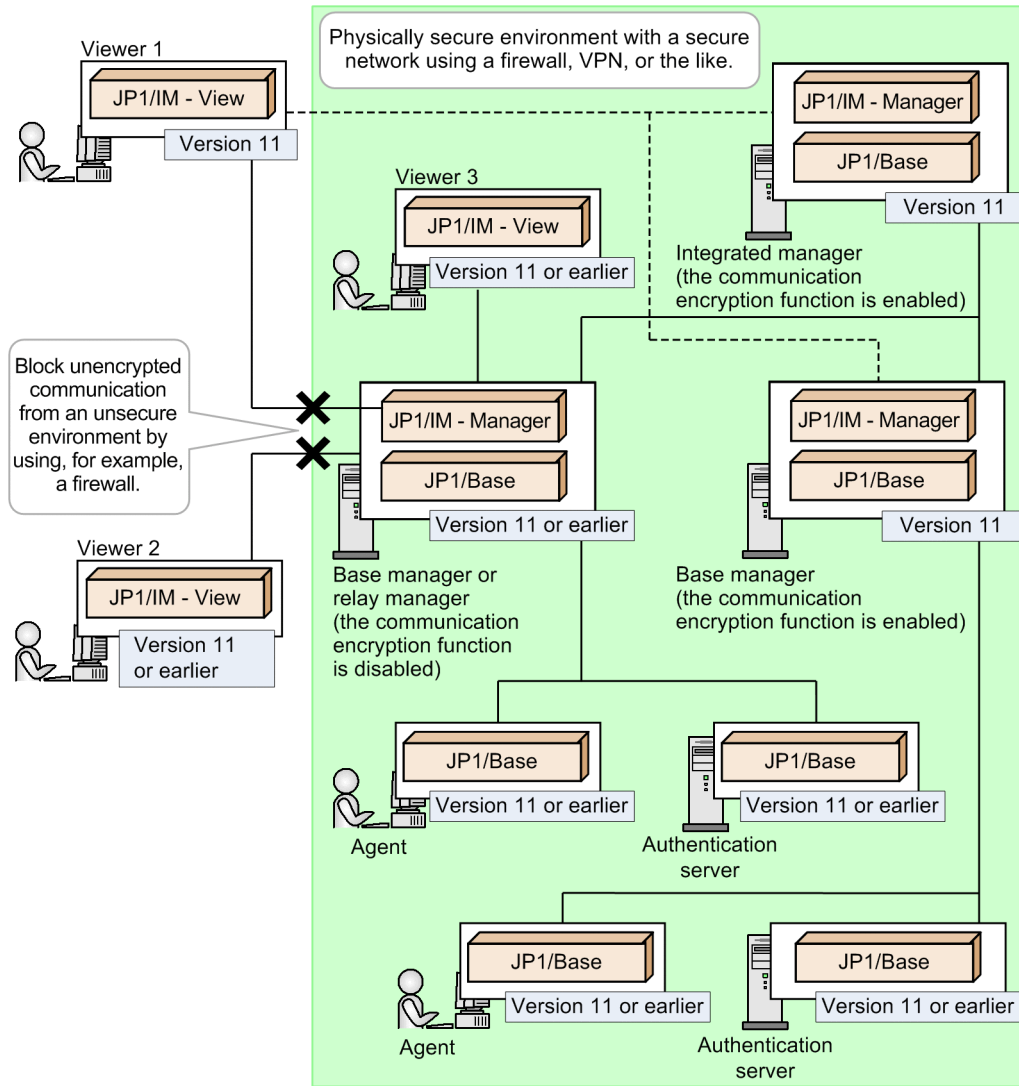 Physically secure environment with a secure
network using a firewall, VPN, or the like.
Viewer 1
JP1/IM - View
Version 11
JP1/IM - Manager
JP1/Base
Version 11
Integrated manager
(the communication
encryption function is enabled)
Viewer 3
JP1/IM - View
Version 11 or earlier
Block unencrypted
communication
from an unsecure
environment by
using, for example,
a firewall.
JP1/IM - Manager
JP1/Base
Version 11 or earlier
Base manager or
relay manager
(the communication
encryption function
is disabled)
JP1/IM - Manager
JP1/Base
Version 11
Base manager
(the communication
encryption function is enabled)
Viewer 2
JP1/IM - View
Version 11
or earlier
JP1/Base
Version 11 or earlier
Agent
JP1/Base
Version 11 or earlier
Authentication
server
JP1/Base
Version 11 or earlier
Agent
JP1/Base
Version 11 or earlier
Authentication
server